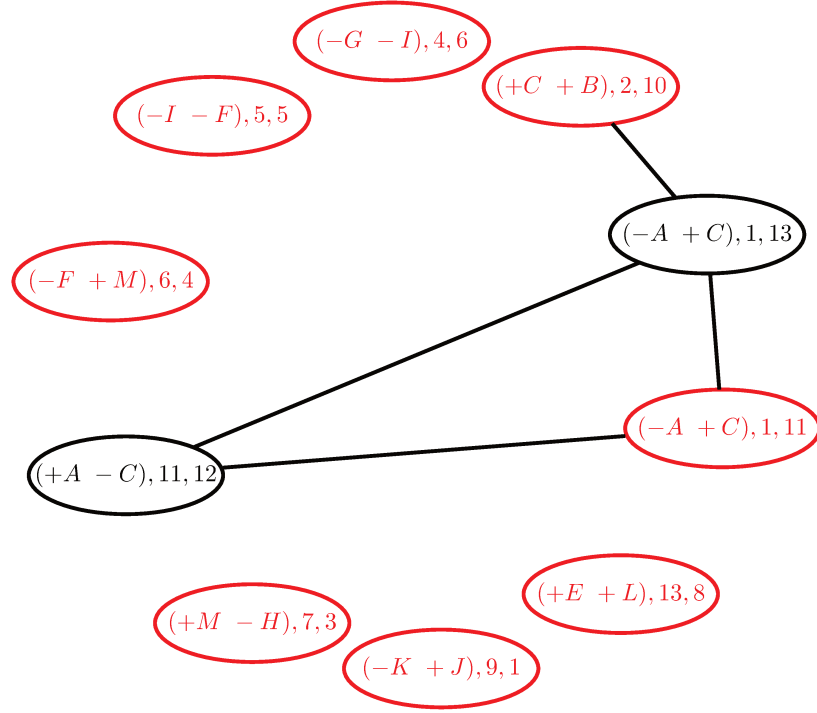 (−G −I), 4, 6
(+C +B), 2, 10
(−I −F), 5, 5
(−A +C), 1, 13
(−F +M), 6, 4
(−A +C), 1, 11
(+A −C), 11, 12
(+E +L), 13, 8
(+M −H), 7, 3
(−K +J), 9, 1